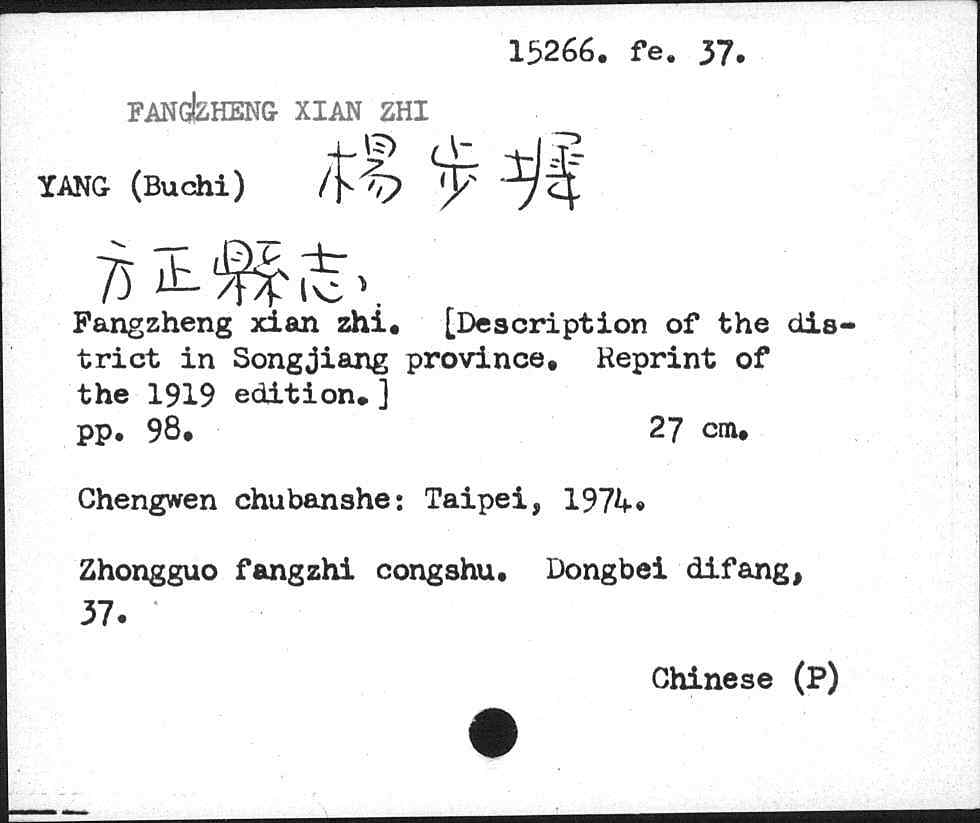 15266. fe. 37.
FANGZHENG XIAN ZHI
YANG (Buchi) 楊步墀
方正縣志,
Fangzheng xian zhi. [Description of the dis-
trict in Songjiang province. Reprint of
the 1919 edition.]
pp. 98. 27 cm.
Chengwen chubanshe: Taipei, 1974.
Zhongguo fangzhi congshu. Dongbei difang,
37.
Chinese (P)